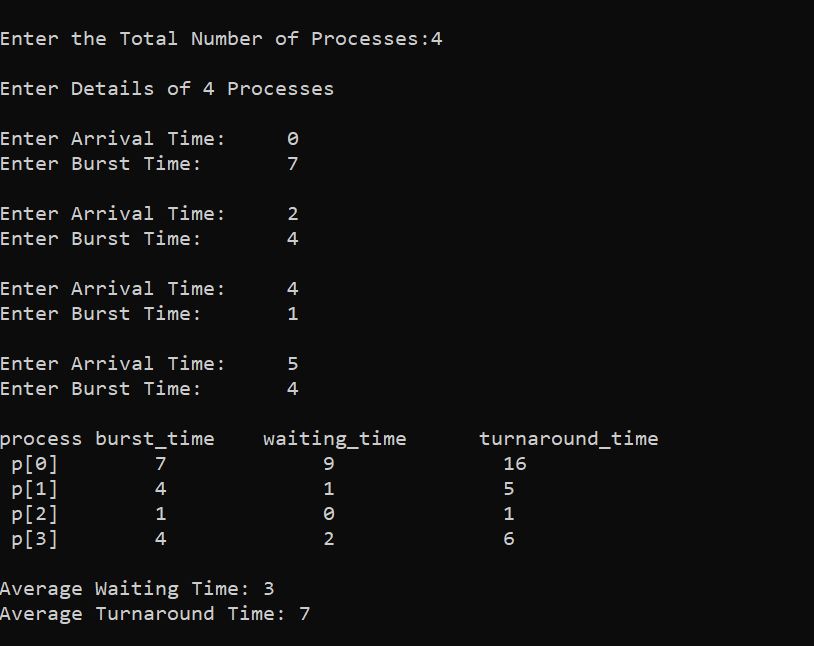 Enter the Total Number of Processes:4
Enter Details of 4 Processes
Enter Arrival Time: 0
Enter Burst Time: 7
Enter Arrival Time: 2
Enter Burst Time: 4
Enter Arrival Time: 4
Enter Burst Time: 1
Enter Arrival Time: 5
Enter Burst Time: 4
process burst_time waiting_time turnaround_time
p[0] 7 9 16
p[1] 4 1 5
p[2] 1 0 1
p[3] 4 2 6
Average Waiting Time: 3
Average Turnaround Time: 7